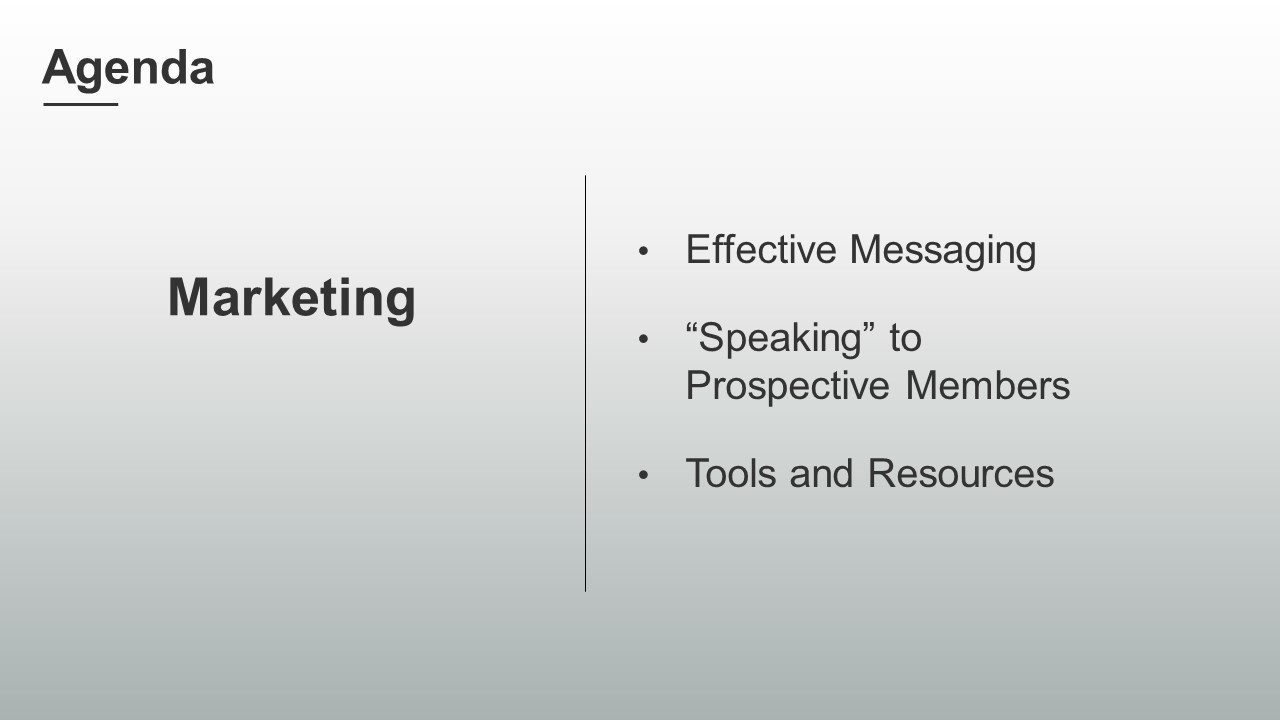 Agenda
Marketing
• Effective Messaging
• “Speaking” to
Prospective Members
• Tools and Resources